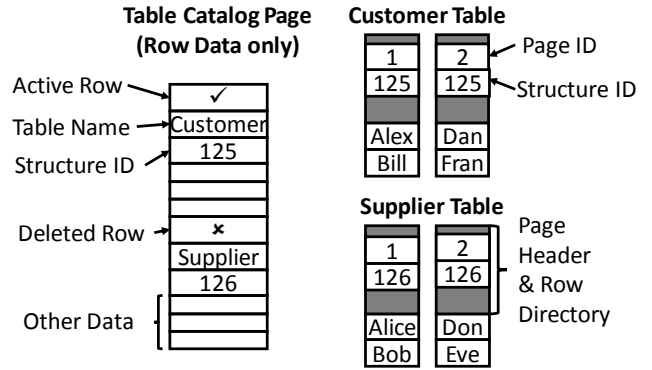 Table Catalog Page
(Row Data only)
Active Row
✓
Table Name
Customer
Structure ID
125
Deleted Row
×
Supplier
126
Other Data
Customer Table
1
2
Page ID
125
125
Structure ID
Alex
Dan
Bill
Fran
Supplier Table
1
2
126
126
Page
Header
& Row
Directory
Alice
Don
Bob
Eve